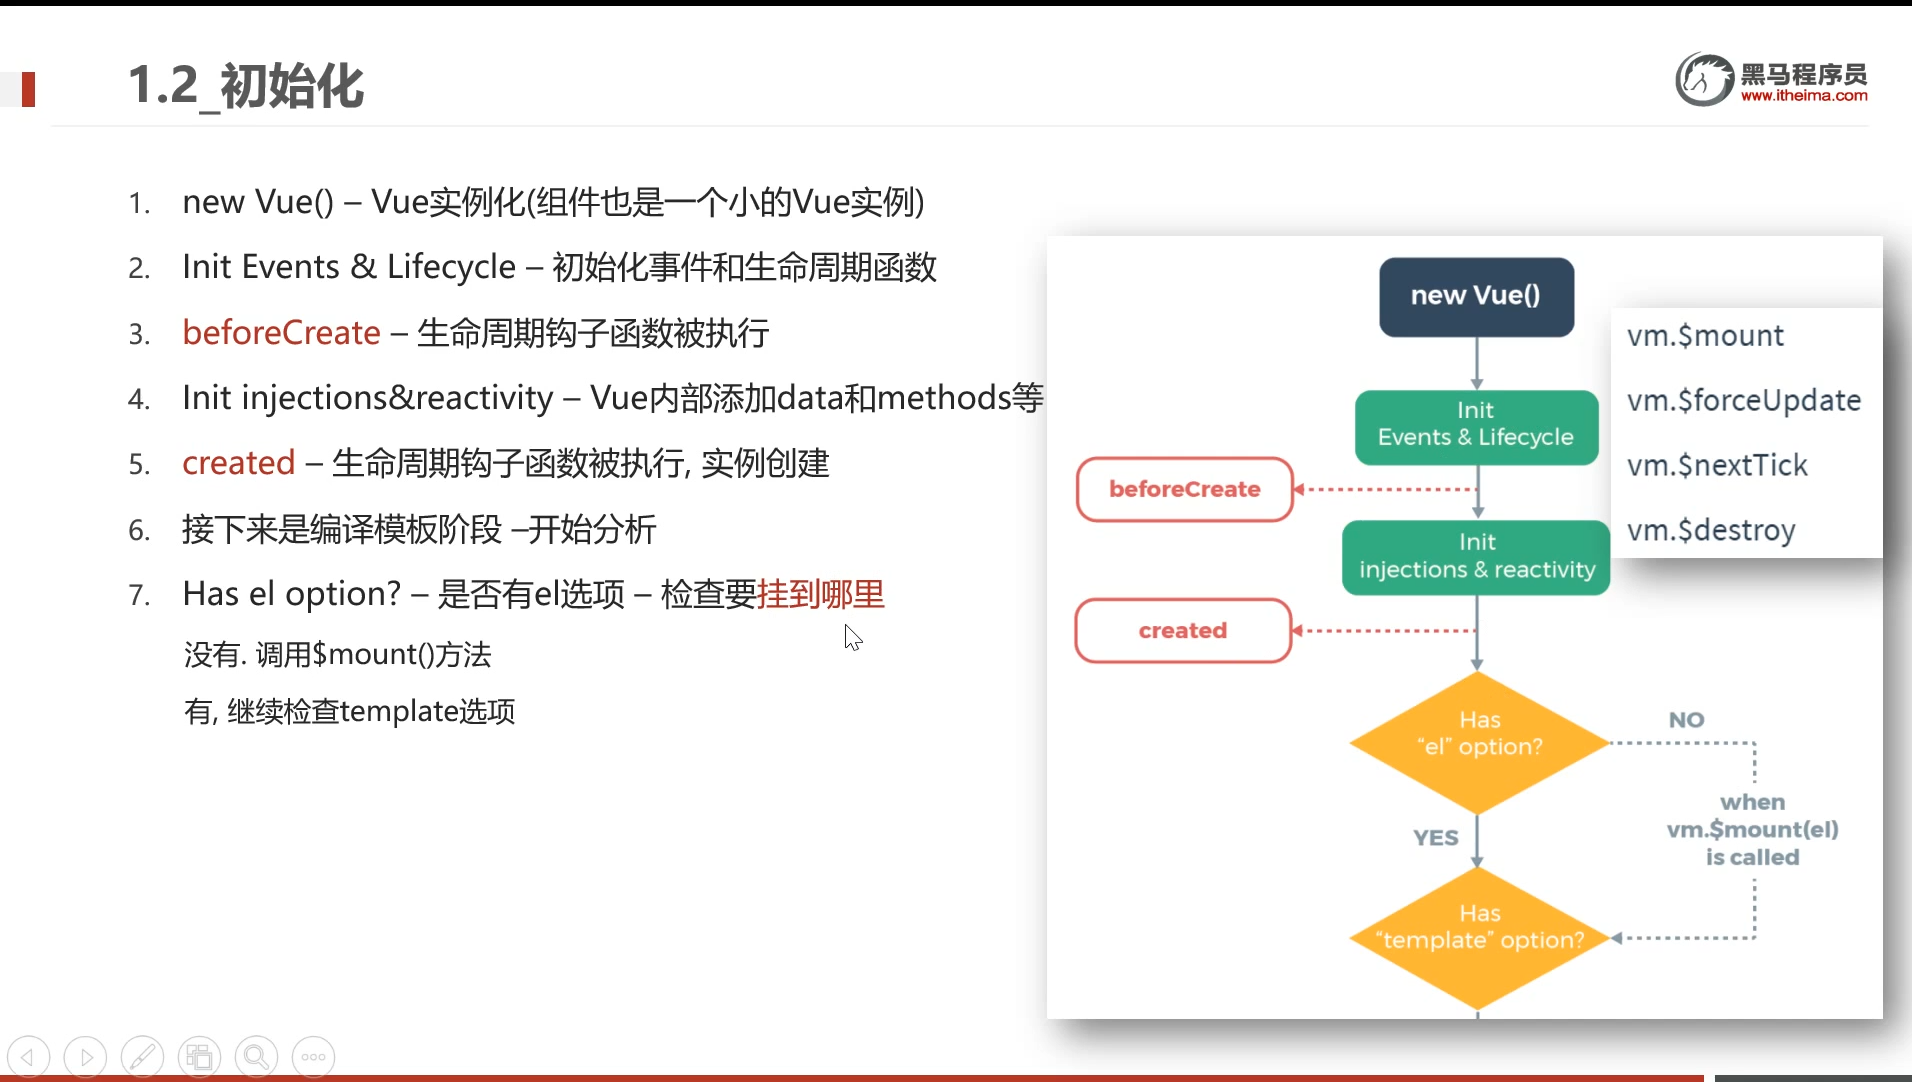 1.2_初始化
黑马程序员
www.itheima.com
1. new Vue() – Vue实例化(组件也是一个小的Vue实例)
2. Init Events & Lifecycle – 初始化事件和生命周期函数
3. beforeCreate – 生命周期钩子函数被执行
4. Init injections&reactivity – Vue内部添加data和methods等
5. created – 生命周期钩子函数被执行, 实例创建
6. 接下来是编译模板阶段 –开始分析
7. Has el option? – 是否有el选项 – 检查要挂到哪里
没有. 调用$mount()方法
有, 继续检查template选项
new Vue()
Init
Events & Lifecycle
beforeCreate
Init
injections & reactivity
created
Has
“el” option?
NO
when
vm.$mount(el)
is called
YES
Has
“template” option?
vm.$mount
vm.$forceUpdate
vm.$nextTick
vm.$destroy